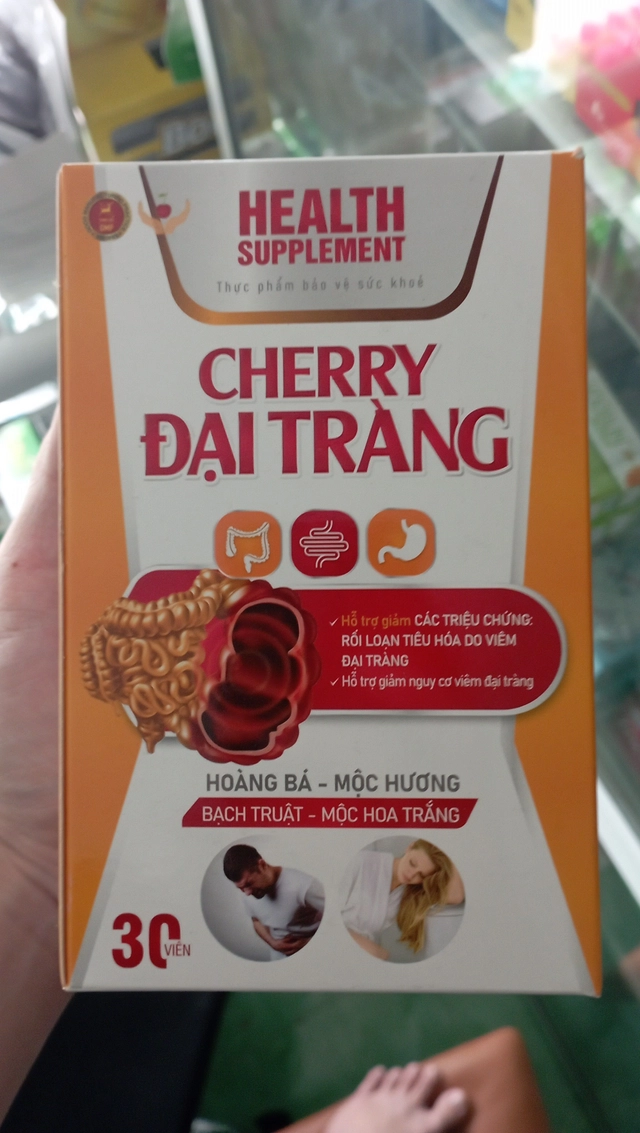 HEALTH
SUPPLEMENT
Thực phẩm bảo vệ sức khoẻ
CHERRY
ĐẠI TRÀNG
✓ Hỗ trợ giảm CÁC TRIỆU CHỨNG:
RỐI LOẠN TIÊU HÓA DO VIÊM
ĐẠI TRÀNG
✓ Hỗ trợ giảm nguy cơ viêm đại tràng
HOÀNG BÁ - MỘC HƯƠNG
BẠCH TRUẬT - MỘC HOA TRẮNG
30 VIÊN